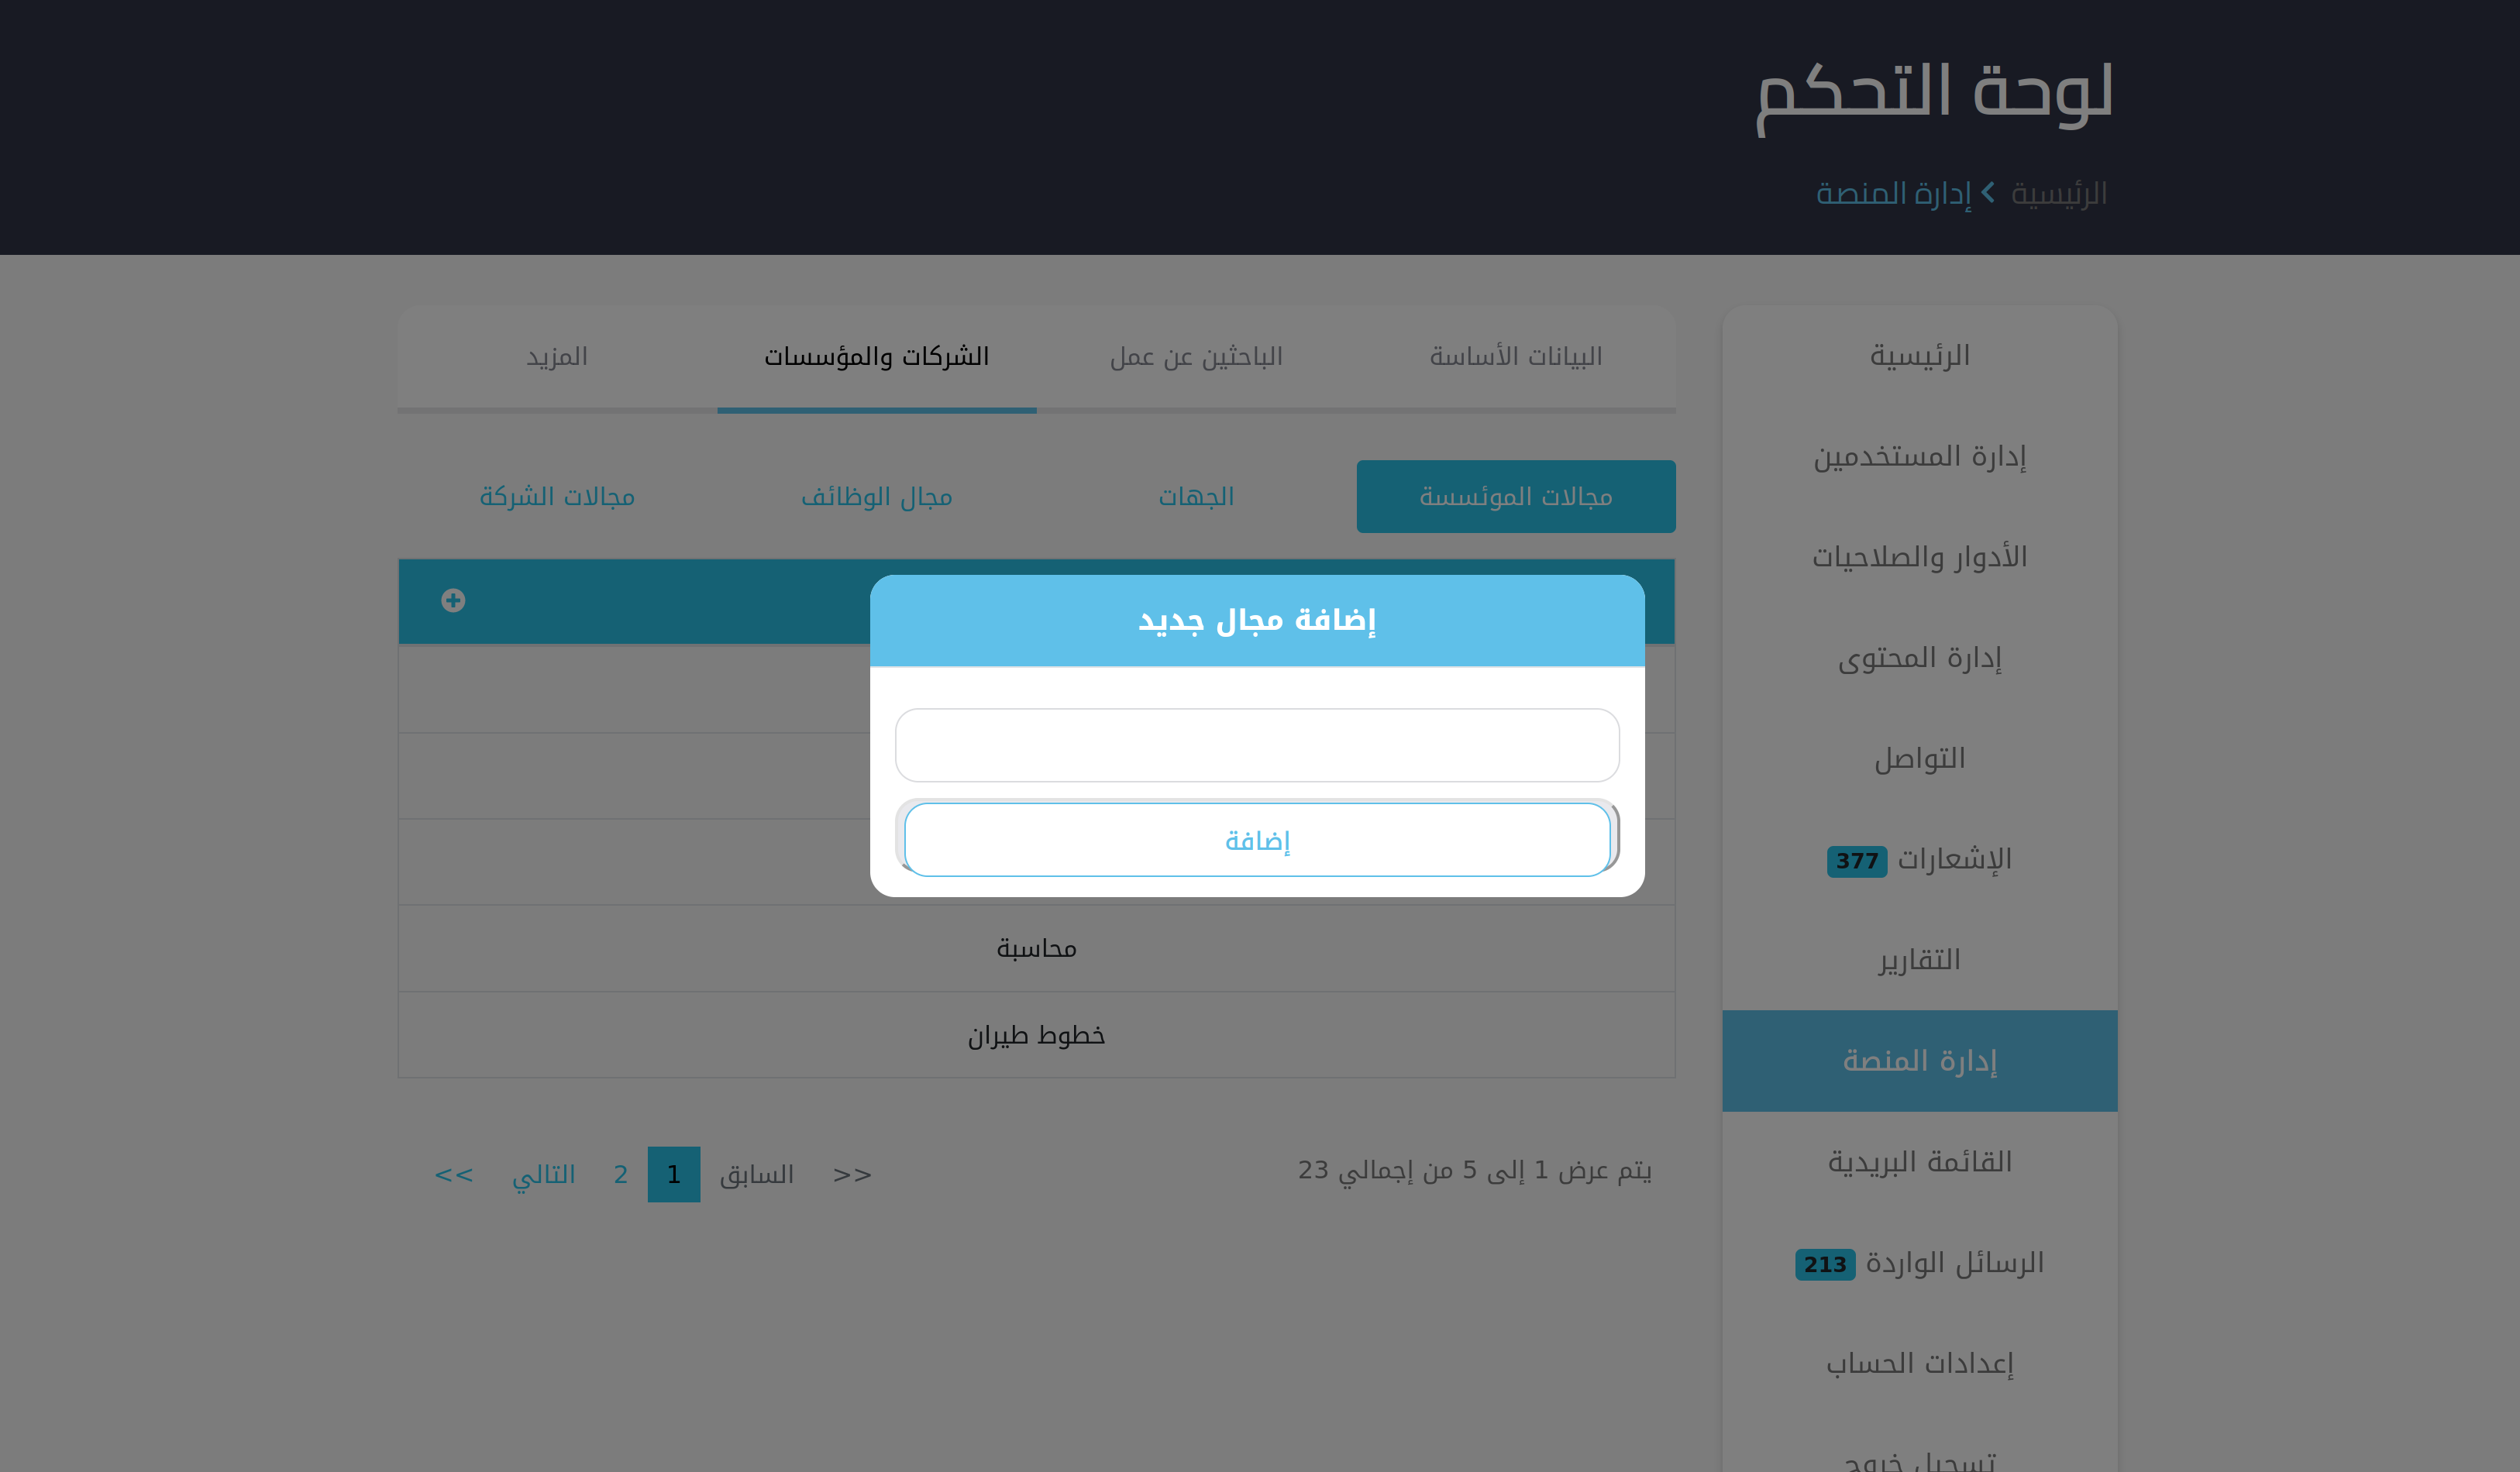 لوحة التحكم
الرئيسية إدارة المنصة
الرئيسية
إدارة المستخدمين
الأدوار والصلاحيات
إدارة المحتوى
التواصل
الإشعارات 377
التقارير
إدارة المنصة
القائمة البريدية
الرسائل الواردة 213
إعدادات الحساب
تسجيل خروج
البيانات الأساسة الباحثين عن عمل الشركات والمؤسسات المزيد
مجالات الموئسسة الجهات مجال الوظائف مجالات الشركة
إضافة مجال جديد
إضافة
محاسبة
خطوط طيران
يتم عرض 1 إلى 5 من إجمالي 23
<< السابق 1 2 التالي >>